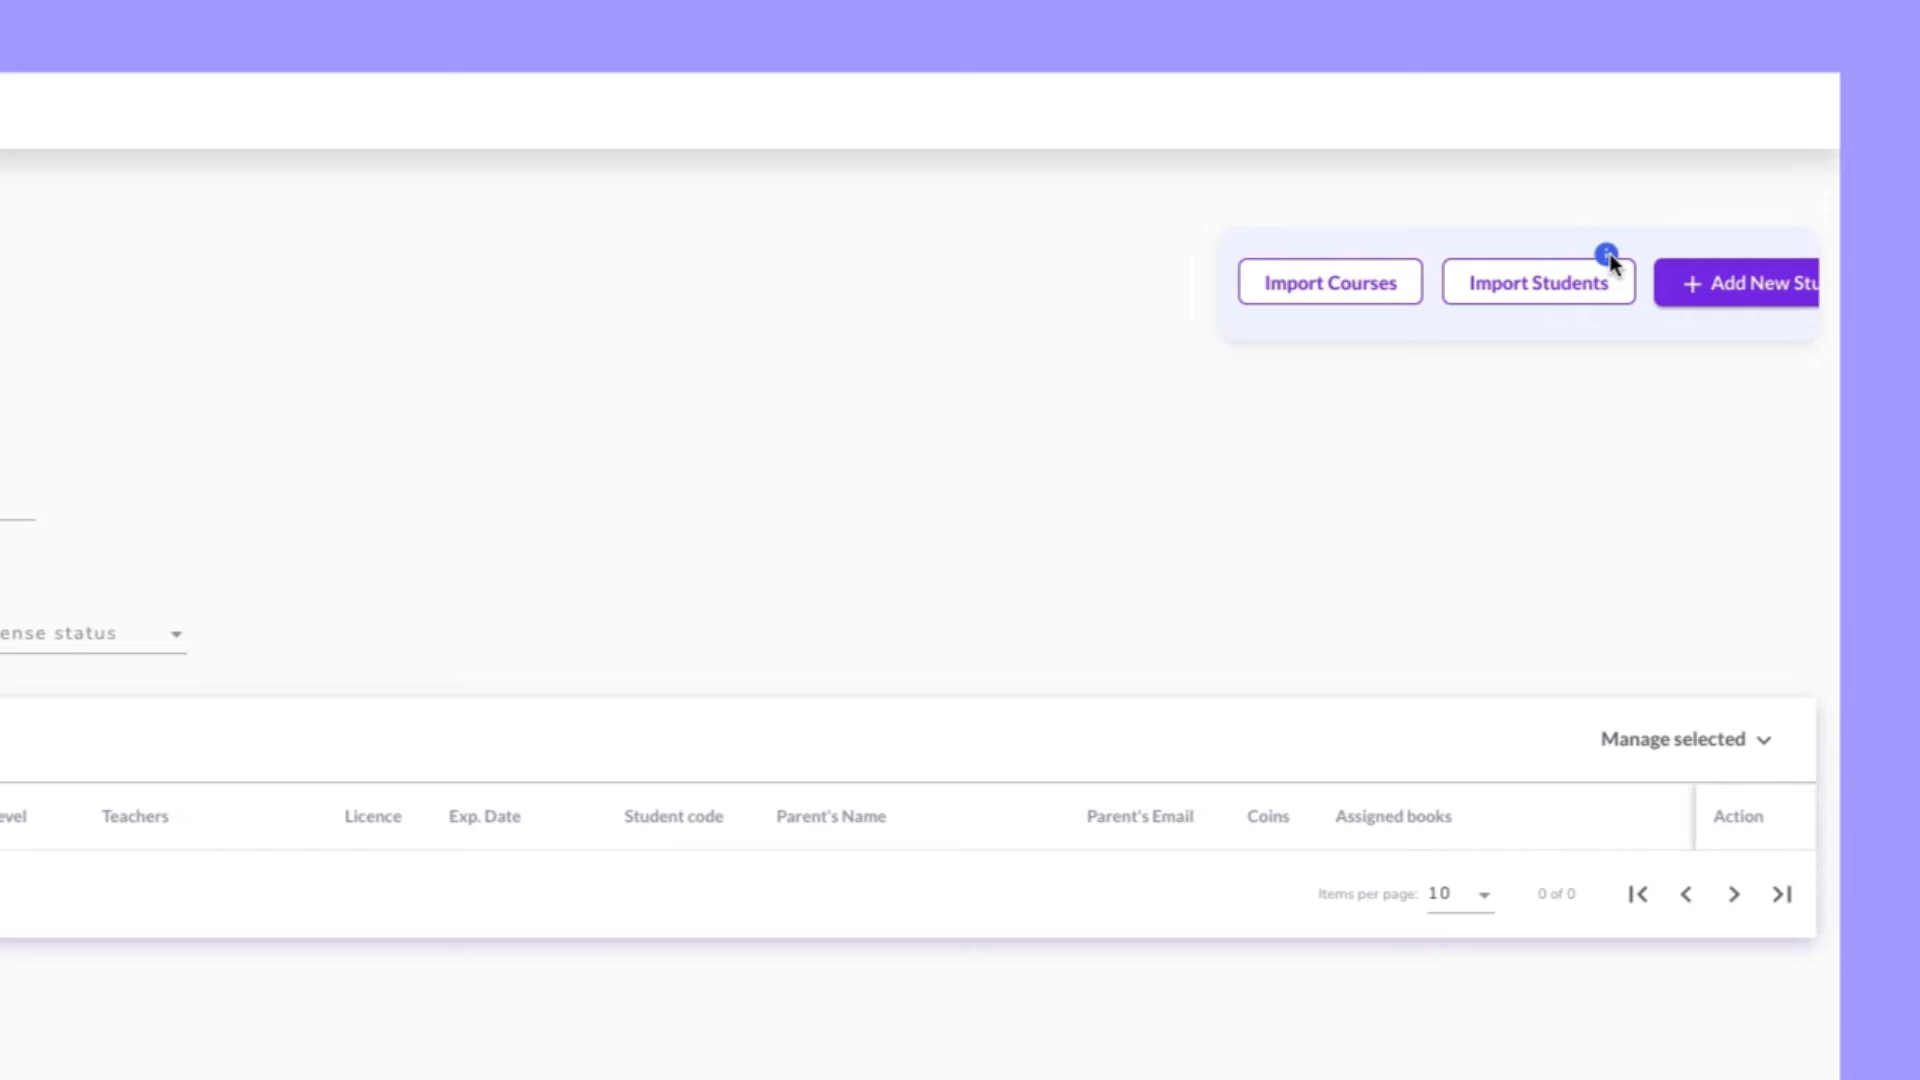 Import Courses
Import Students
+ Add New Stu
ense status
Manage selected
evel Teachers Licence Exp. Date Student code Parent's Name Parent's Email Coins Assigned books Action
Items per page: 10 0 of 0